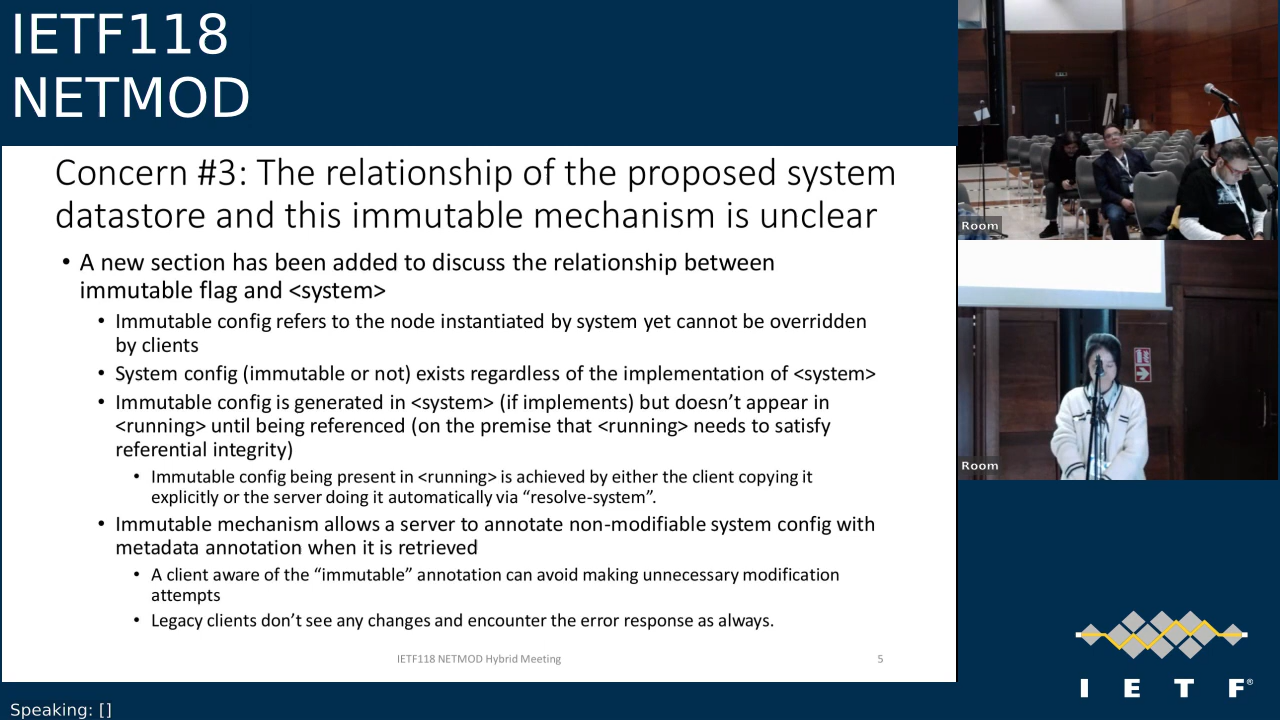 IETF118
NETMOD
Concern #3: The relationship of the proposed system
datastore and this immutable mechanism is unclear
• A new section has been added to discuss the relationship between
immutable flag and <system>
• Immutable config refers to the node instantiated by system yet cannot be overridden
by clients
• System config (immutable or not) exists regardless of the implementation of <system>
• Immutable config is generated in <system> (if implements) but doesn’t appear in
<running> until being referenced (on the premise that <running> needs to satisfy
referential integrity)
• Immutable config being present in <running> is achieved by either the client copying it
explicitly or the server doing it automatically via “resolve-system”.
• Immutable mechanism allows a server to annotate non-modifiable system config with
metadata annotation when it is retrieved
• A client aware of the “immutable” annotation can avoid making unnecessary modification
attempts
• Legacy clients don’t see any changes and encounter the error response as always.
IETF118 NETMOD Hybrid Meeting
5
Room
Room
I E T F®
Speaking: []